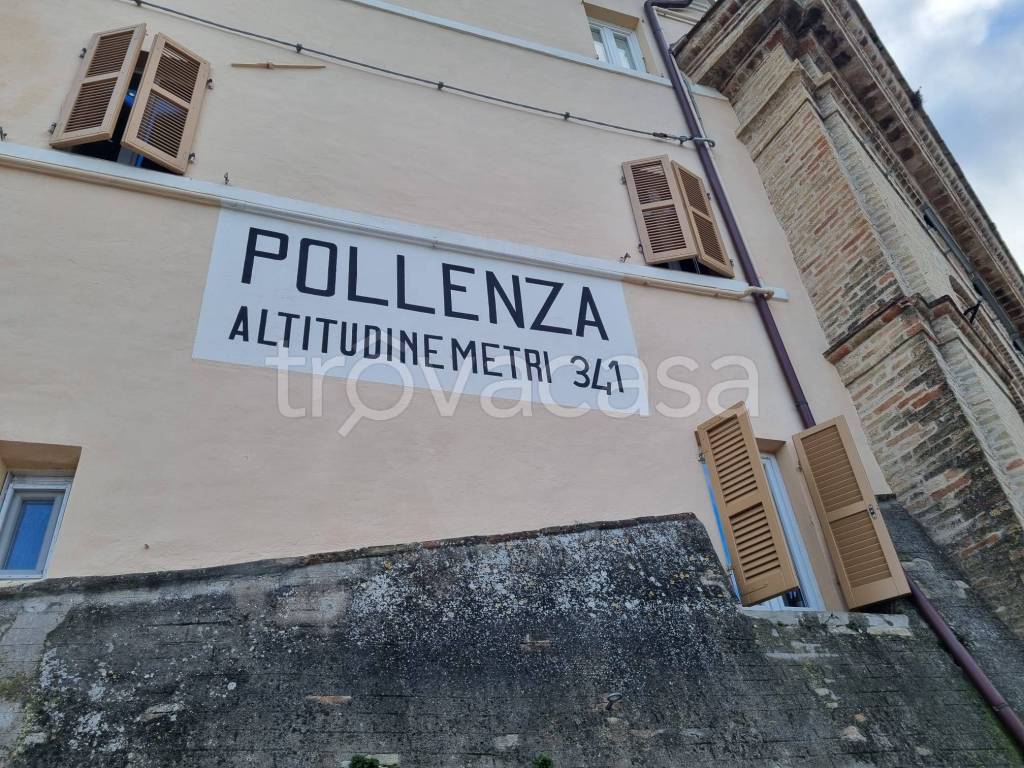 POLLENZA
ALTITUDINE METRI 341
trovacasa